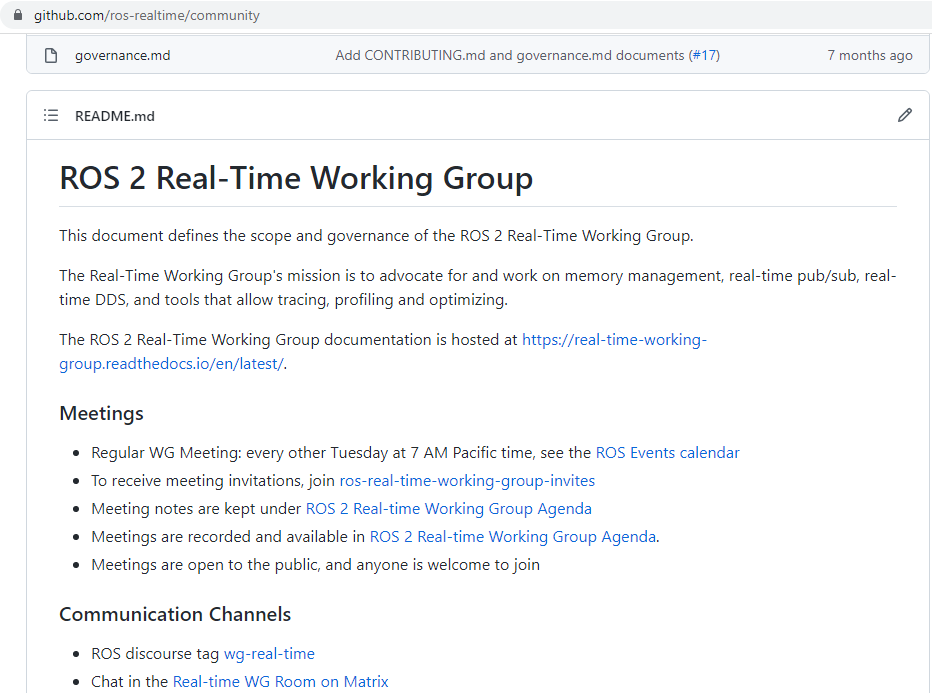 github.com/ros-realtime/community
governance.md Add CONTRIBUTING.md and governance.md documents (#17) 7 months ago
README.md
ROS 2 Real-Time Working Group
This document defines the scope and governance of the ROS 2 Real-Time Working Group.
The Real-Time Working Group's mission is to advocate for and work on memory management, real-time pub/sub, real-
time DDS, and tools that allow tracing, profiling and optimizing.
The ROS 2 Real-Time Working Group documentation is hosted at https://real-time-working-
group.readthedocs.io/en/latest/.
Meetings
• Regular WG Meeting: every other Tuesday at 7 AM Pacific time, see the ROS Events calendar
• To receive meeting invitations, join ros-real-time-working-group-invites
• Meeting notes are kept under ROS 2 Real-time Working Group Agenda
• Meetings are recorded and available in ROS 2 Real-time Working Group Agenda.
• Meetings are open to the public, and anyone is welcome to join
Communication Channels
• ROS discourse tag wg-real-time
• Chat in the Real-time WG Room on Matrix